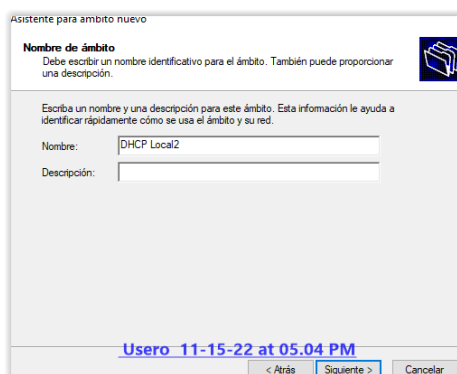 Asistente para ámbito nuevo
Nombre de ámbito
Debe escribir un nombre identificativo para el ámbito. También puede proporcionar
una descripción.
Escriba un nombre y una descripción para este ámbito. Esta información le ayuda a
identificar rápidamente cómo se usa el ámbito y su red.
Nombre:
DHCP Local2
Descripción:
Usero 11-15-22 at 05.04 PM
< Atrás
Siguiente >
Cancelar